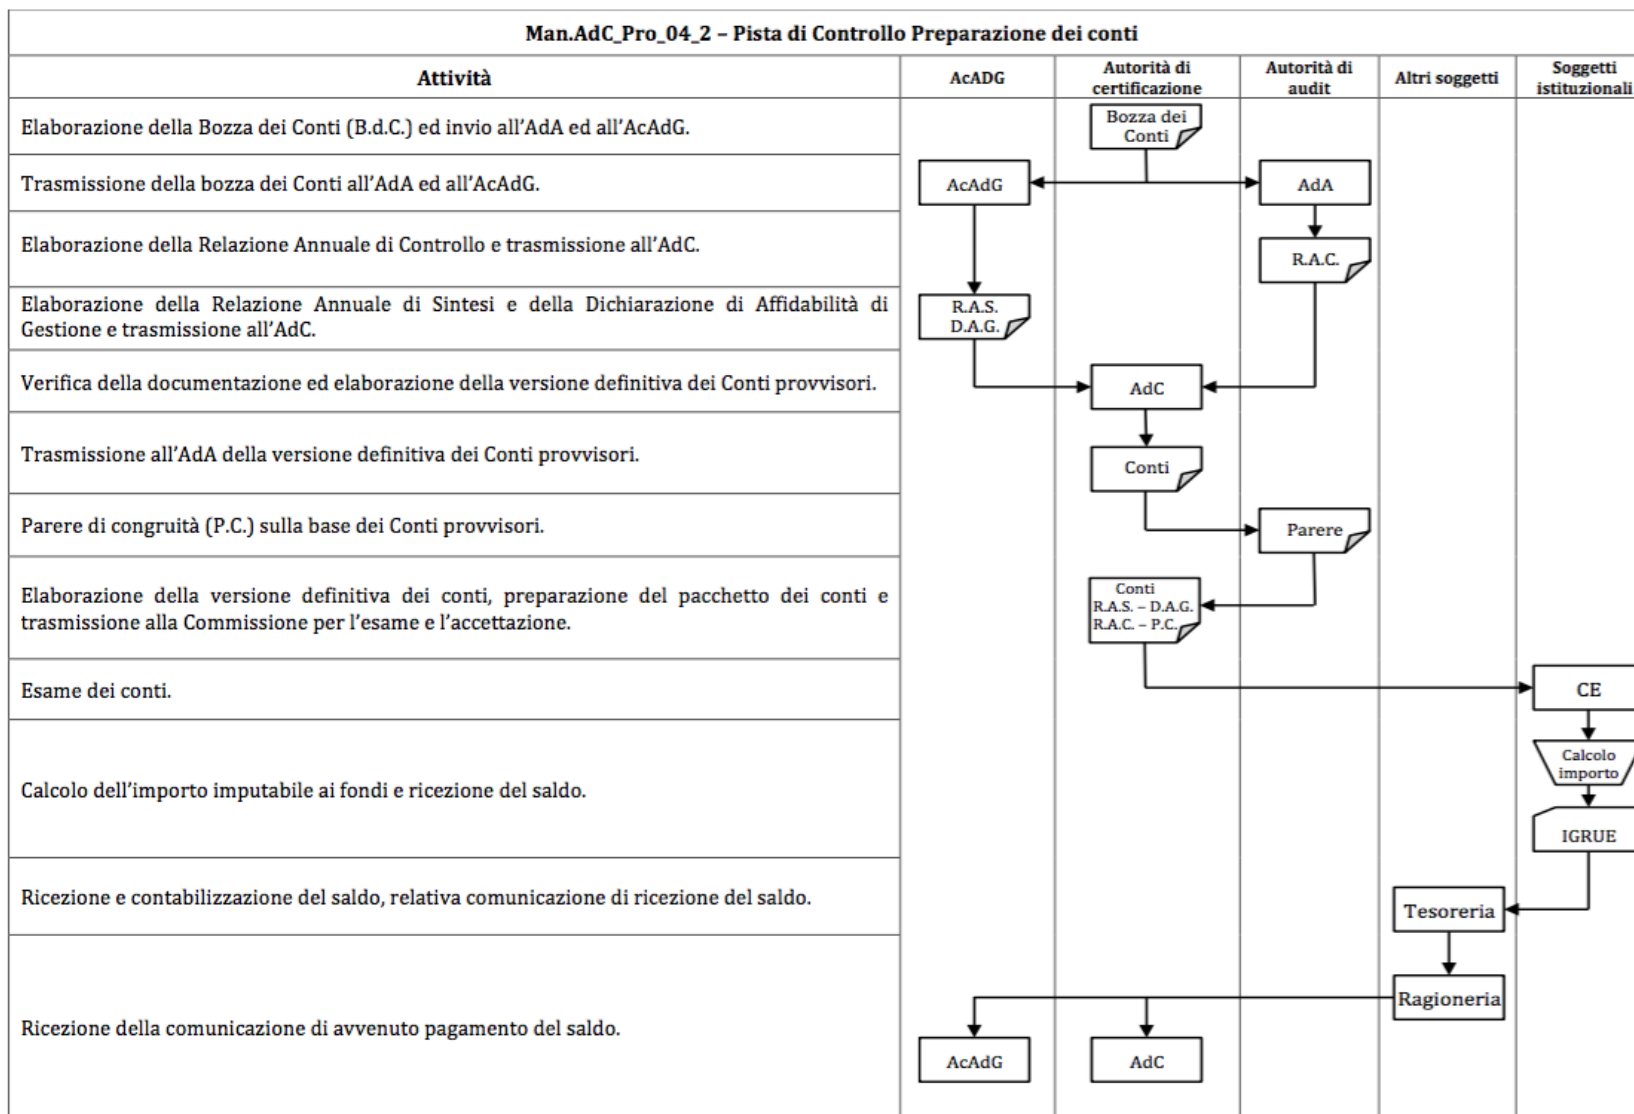 Man.AdC_Pro_04_2 – Pista di Controllo Preparazione dei conti
Attività
AcADG
Autorità di
certificazione
Autorità di
audit
Altri soggetti
Soggetti
istituzionali
Elaborazione della Bozza dei Conti (B.d.C.) ed invio all'AdA ed all'AcAdG.
Bozza dei
Conti
Trasmissione della bozza dei Conti all'AdA ed all'AcAdG.
AcAdG
AdA
Elaborazione della Relazione Annuale di Controllo e trasmissione all'AdC.
R.A.C.
Elaborazione della Relazione Annuale di Sintesi e della Dichiarazione di Affidabilità di
Gestione e trasmissione all'AdC.
R.A.S.
D.A.G.
Verifica della documentazione ed elaborazione della versione definitiva dei Conti provvisori.
AdC
Trasmissione all'AdA della versione definitiva dei Conti provvisori.
Conti
Parere di congruità (P.C.) sulla base dei Conti provvisori.
Parere
Elaborazione della versione definitiva dei conti, preparazione del pacchetto dei conti e
trasmissione alla Commissione per l'esame e l'accettazione.
Conti
R.A.S. – D.A.G.
R.A.C. – P.C.
Esame dei conti.
CE
Calcolo dell'importo imputabile ai fondi e ricezione del saldo.
Calcolo
importo
IGRUE
Ricezione e contabilizzazione del saldo, relativa comunicazione di ricezione del saldo.
Tesoreria
Ricezione della comunicazione di avvenuto pagamento del saldo.
Ragioneria
AcAdG
AdC